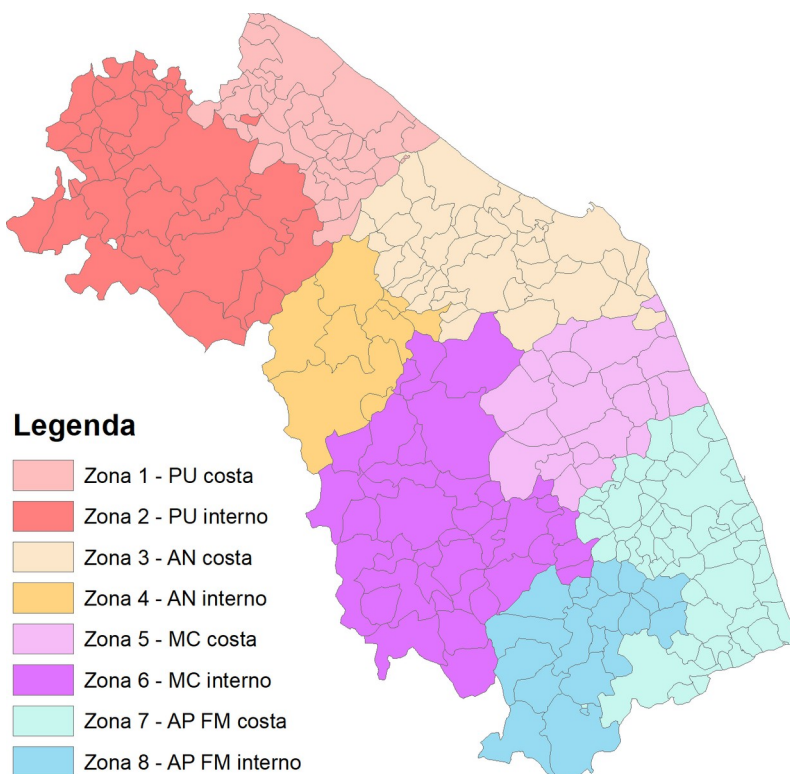 Legenda
Zona 1 - PU costa
Zona 2 - PU interno
Zona 3 - AN costa
Zona 4 - AN interno
Zona 5 - MC costa
Zona 6 - MC interno
Zona 7 - AP FM costa
Zona 8 - AP FM interno